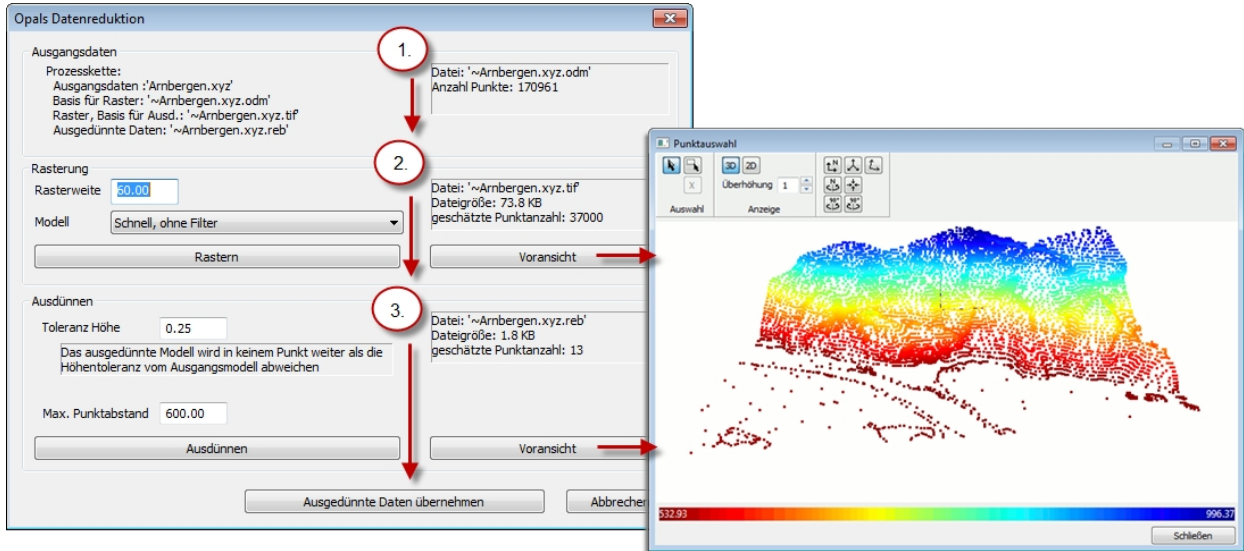 Opals Datenreduktion
Ausgangsdaten
1.
Prozesskette:
Ausgangsdaten :'Arnbergen.xyz'
Basis für Raster: '~Arnbergen.xyz.odm'
Raster, Basis für Ausd.: '~Arnbergen.xyz.tif'
Ausgedünnte Daten: '~Arnbergen.xyz.reb'
Datei: '~Arnbergen.xyz.odm'
Anzahl Punkte: 170961
Rasterung
2.
Rasterweite 50.00
Modell Schnell, ohne Filter
Rastern
Datei: '~Arnbergen.xyz.tif'
Dateigröße: 73.8 KB
geschätzte Punktanzahl: 37000
Voransicht
Ausdünnen
3.
Toleranz Höhe 0.25
Das ausgedünnte Modell wird in keinem Punkt weiter als die
Höhentoleranz vom Ausgangsmodell abweichen
Max. Punktabstand 600.00
Ausdünnen
Datei: '~Arnbergen.xyz.reb'
Dateigröße: 1.8 KB
geschätzte Punktanzahl: 13
Voransicht
Ausgedünnte Daten übernehmen
Abbrechen
Punktauswahl
X
Auswahl
3D 2D
Überhöhung 1
Anzeige
N
N
90° 90°
532.93
996.37
Schließen